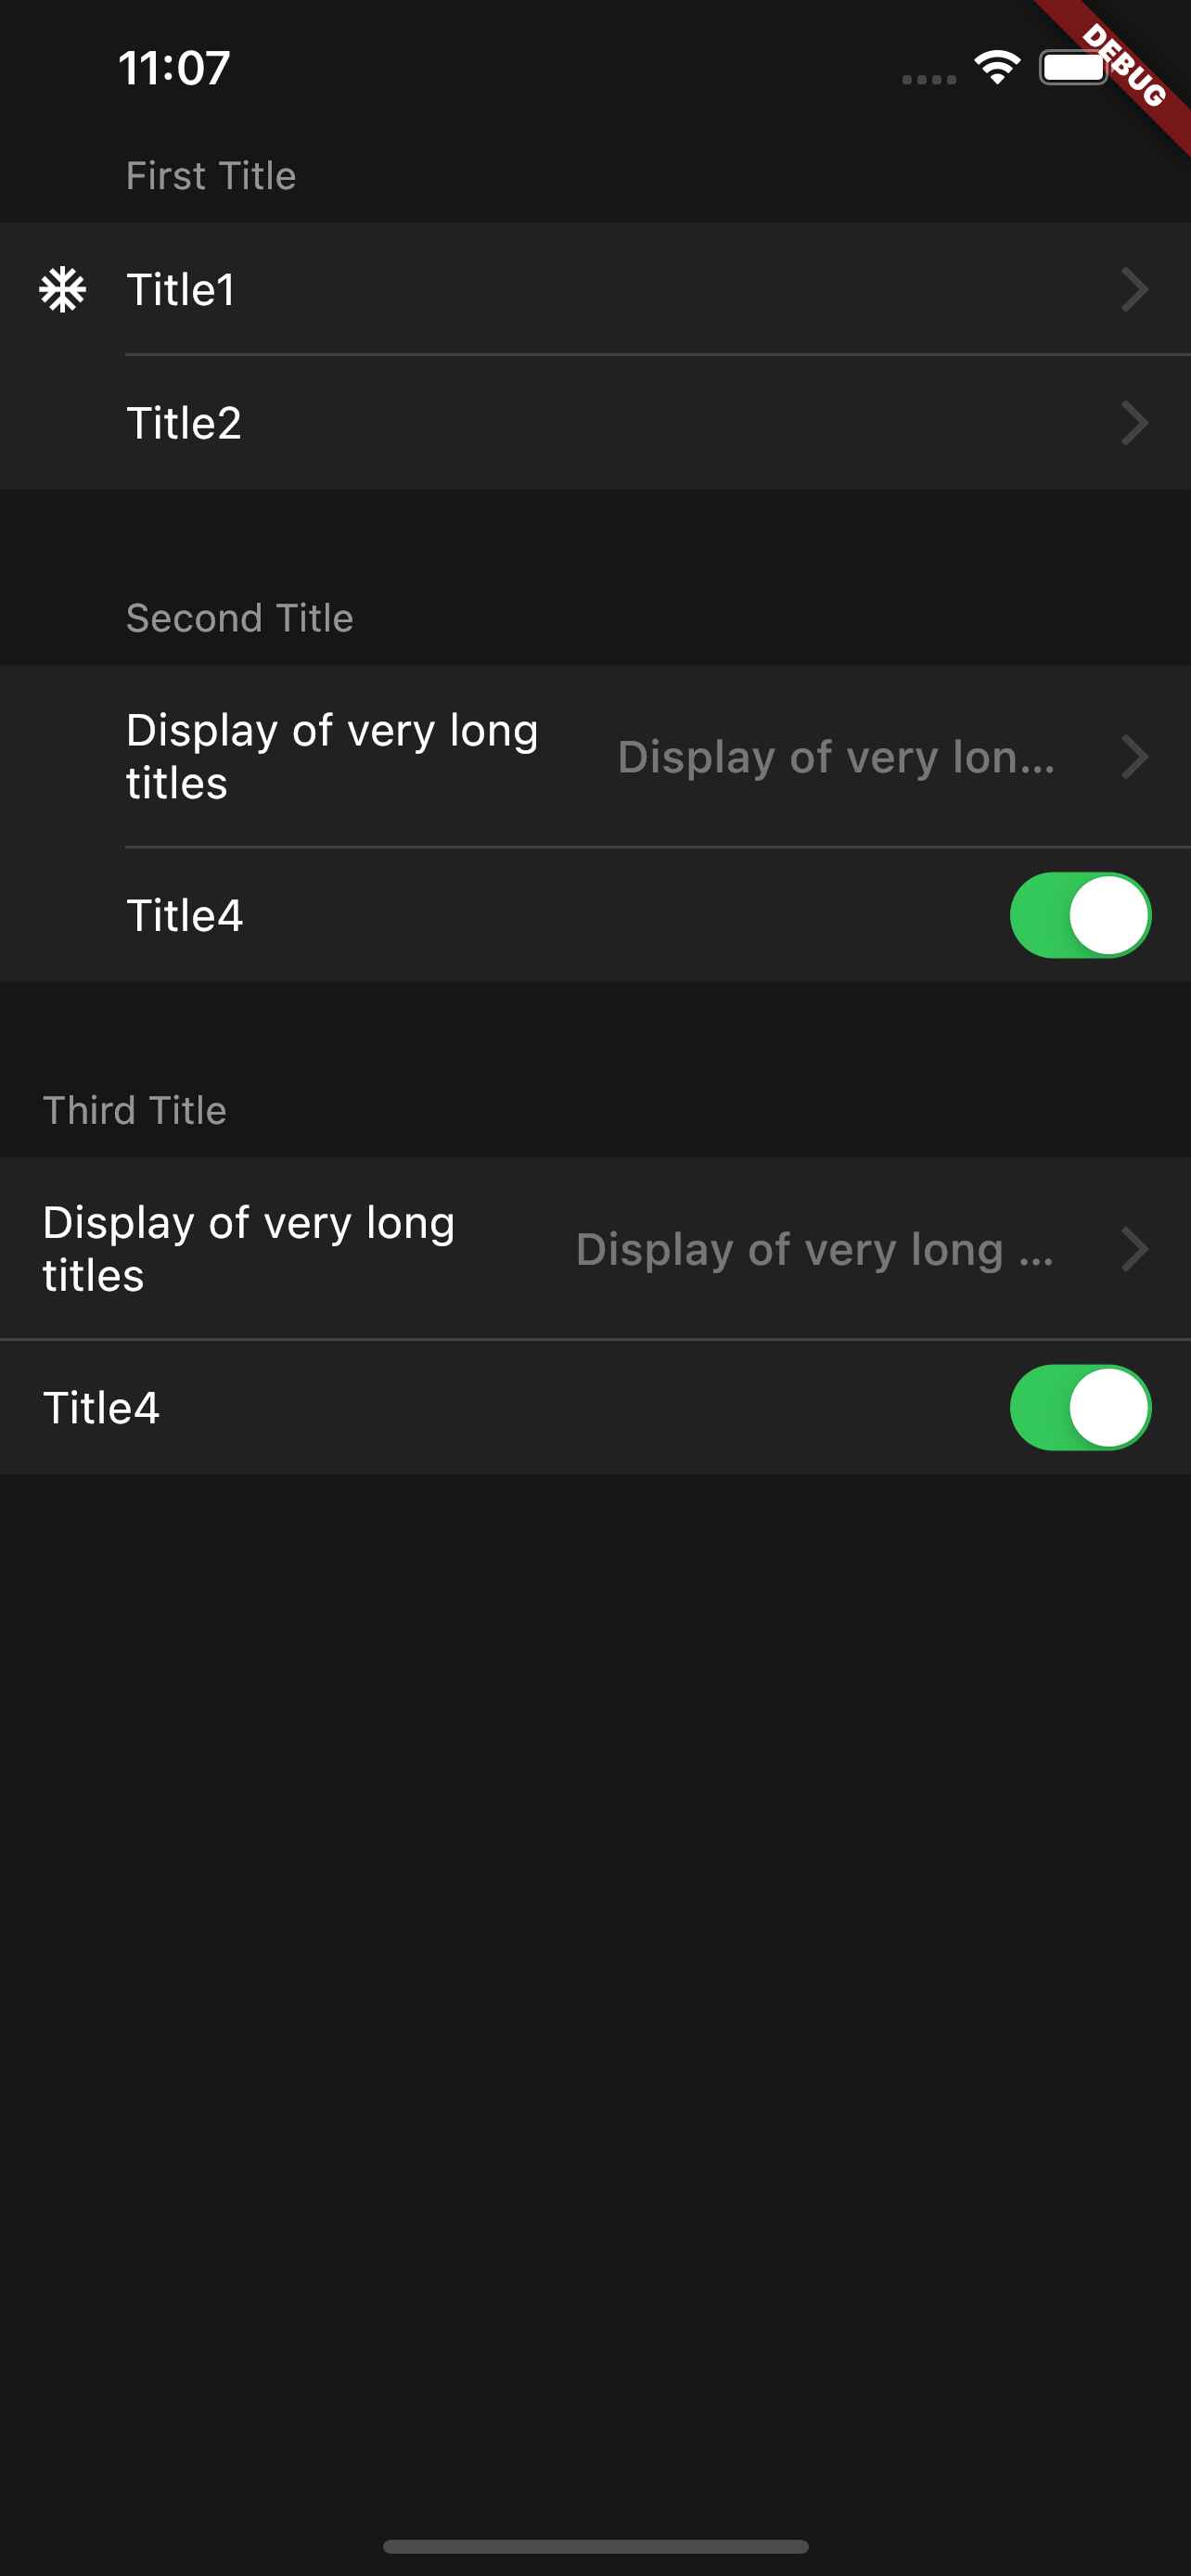 11:07
DEBUG
First Title
Title1
Title2
Second Title
Display of very long
titles
Display of very lon...
Title4
Third Title
Display of very long
titles
Display of very long ...
Title4